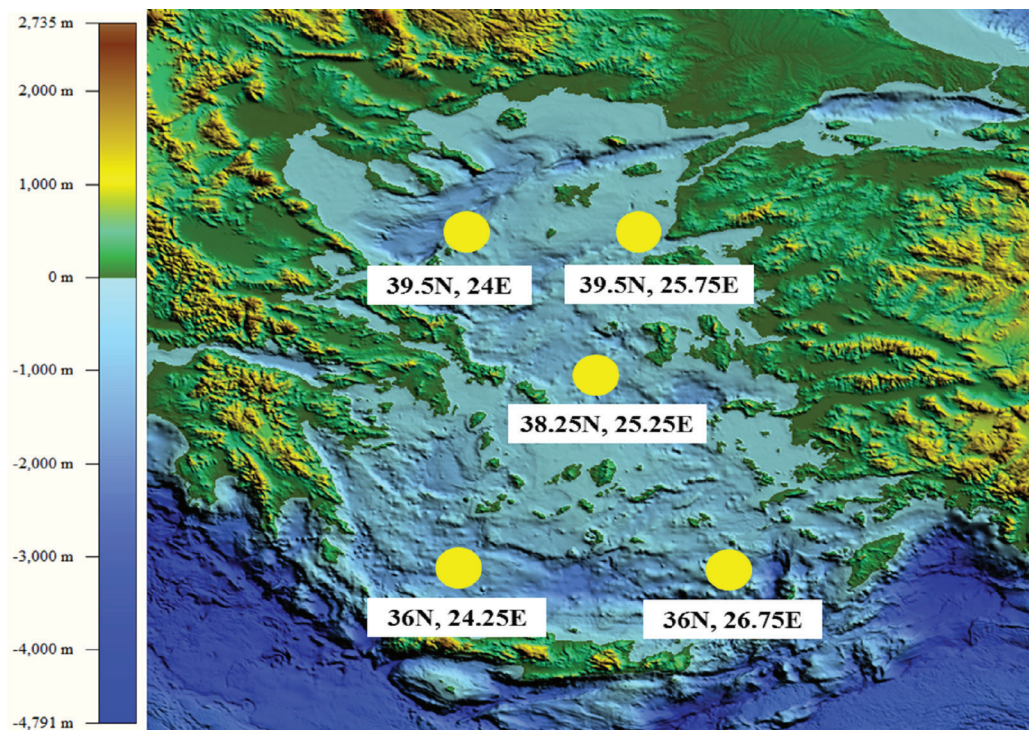 2,735 m
2,000 m
1,000 m
0 m
-1,000 m
-2,000 m
-3,000 m
-4,000 m
-4,791 m
39.5N, 24E
39.5N, 25.75E
38.25N, 25.25E
36N, 24.25E
36N, 26.75E